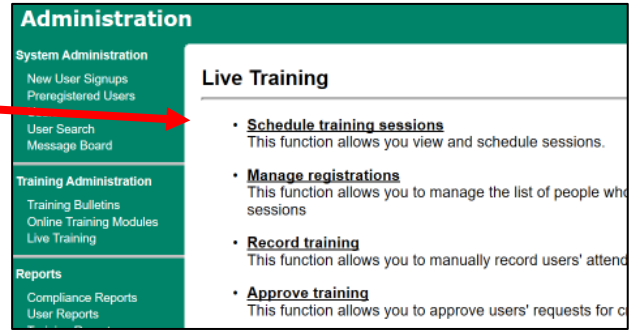 Administration
System Administration
New User Signups
Preregistered Users
User Search
Message Board
Training Administration
Training Bulletins
Online Training Modules
Live Training
Reports
Compliance Reports
User Reports
Live Training
• Schedule training sessions
This function allows you view and schedule sessions.
• Manage registrations
This function allows you to manage the list of people who
sessions
• Record training
This function allows you to manually record users' attend
• Approve training
This function allows you to approve users' requests for